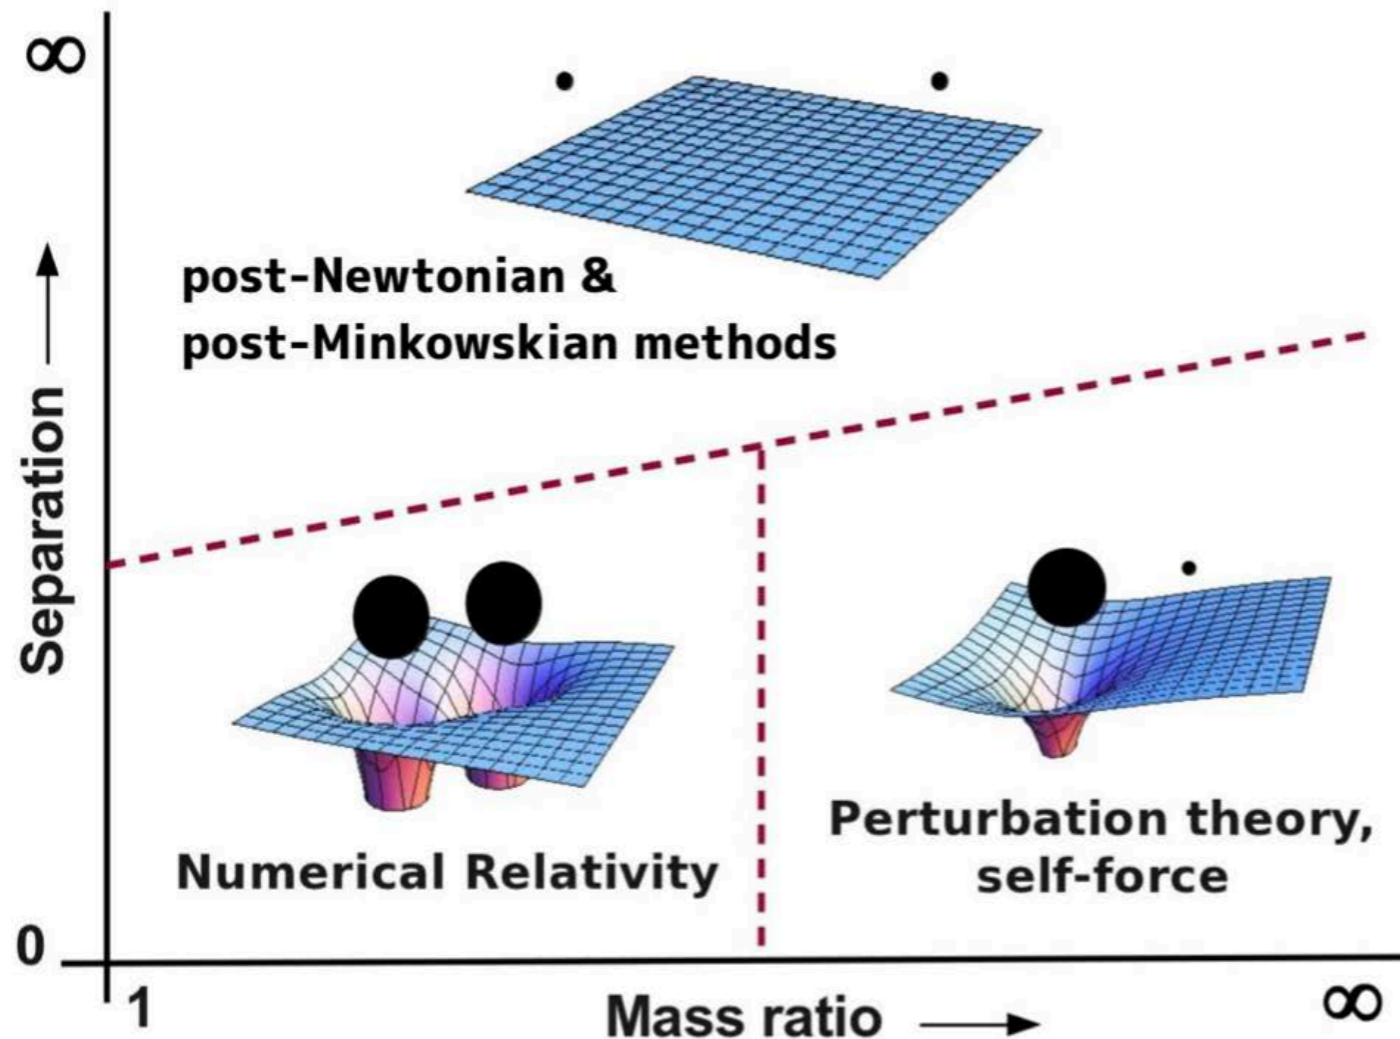 ∞
post-Newtonian &
post-Minkowskian methods
Separation
Numerical Relativity
Perturbation theory,
self-force
0
1
Mass ratio
∞